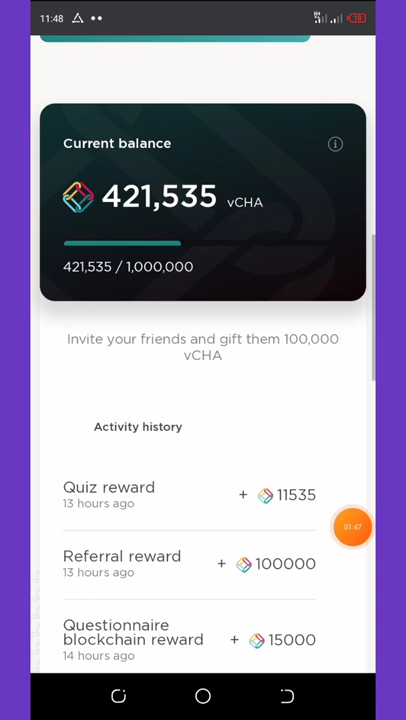 11:48
10
Current balance
421,535 vCHA
421,535 / 1,000,000
Invite your friends and gift them 100,000
vCHA
Activity history
Quiz reward
+ 11535
13 hours ago
Referral reward
+ 100000
13 hours ago
Questionnaire
blockchain reward
+ 15000
14 hours ago
01:47